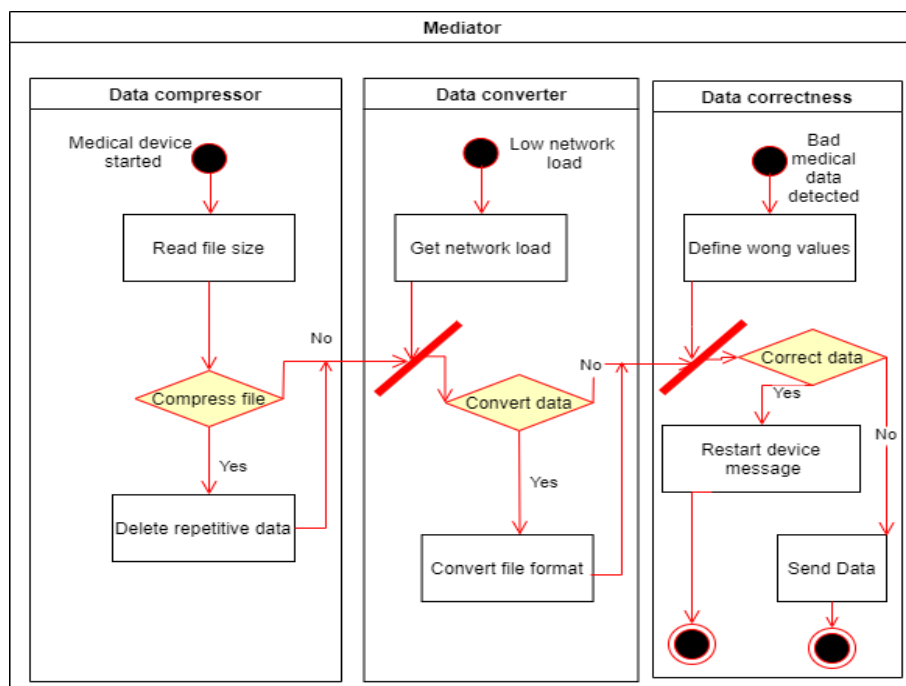 Mediator
Data compressor
Medical device
started
Read file size
No
Compress file
Yes
Delete repetitive data
Data converter
Low network
load
Get network load
No
Convert data
Yes
Convert file format
Data correctness
Bad
medical
data
detected
Define wong values
Correct data
Yes
No
Restart device
message
Send Data